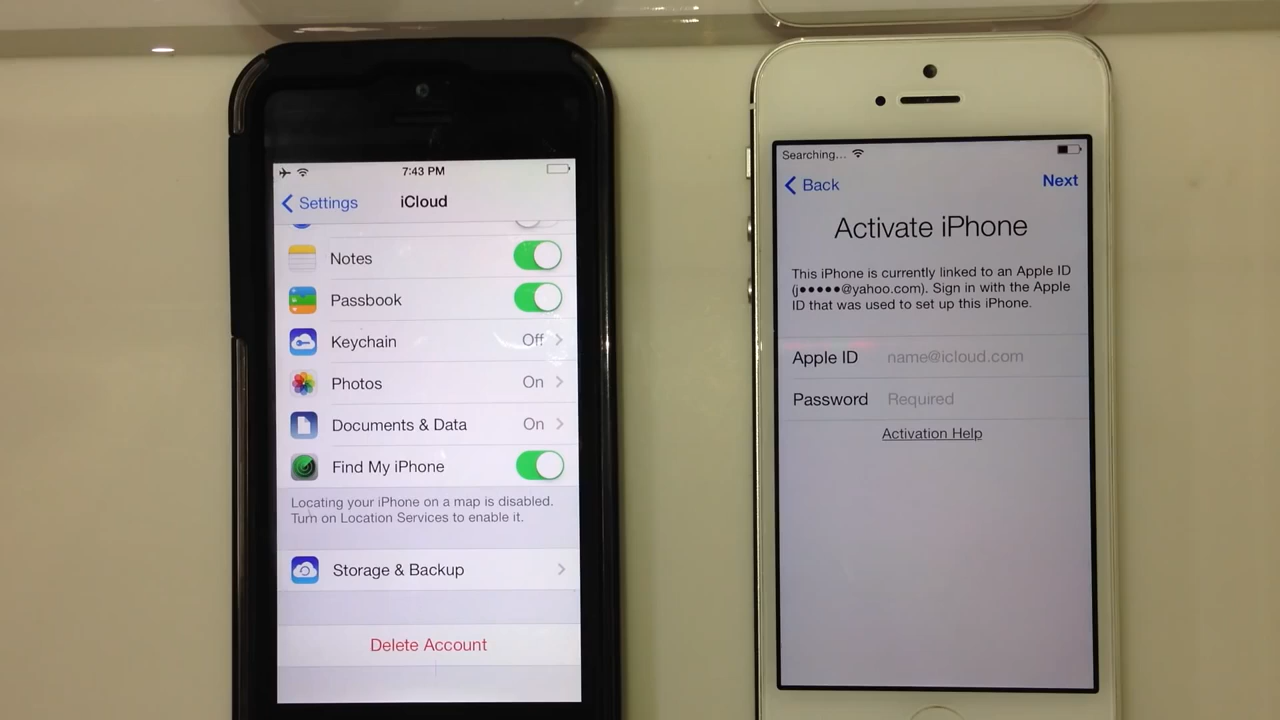 7:43 PM
Settings
iCloud
Notes
Passbook
Keychain
Off
Photos
On
Documents & Data
On
Find My iPhone
Locating your iPhone on a map is disabled.
Turn on Location Services to enable it.
Storage & Backup
Delete Account
Searching...
Back
Next
Activate iPhone
This iPhone is currently linked to an Apple ID
(j●●●●●@yahoo.com). Sign in with the Apple
ID that was used to set up this iPhone.
Apple ID
name@icloud.com
Password
Required
Activation Help